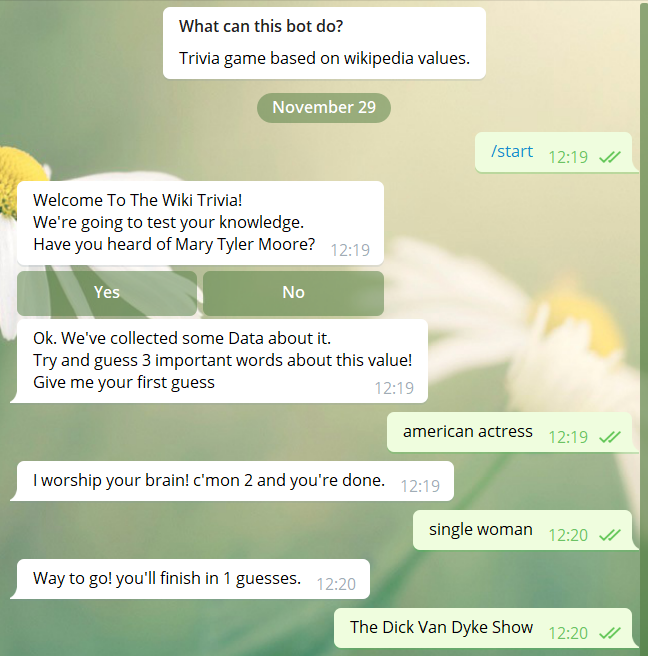 What can this bot do?
Trivia game based on wikipedia values.
November 29
/start 12:19
Welcome To The Wiki Trivia!
We're going to test your knowledge.
Have you heard of Mary Tyler Moore? 12:19
Yes No
Ok. We've collected some Data about it.
Try and guess 3 important words about this value!
Give me your first guess 12:19
american actress 12:19
I worship your brain! c'mon 2 and you're done. 12:19
single woman 12:20
Way to go! you'll finish in 1 guesses. 12:20
The Dick Van Dyke Show 12:20